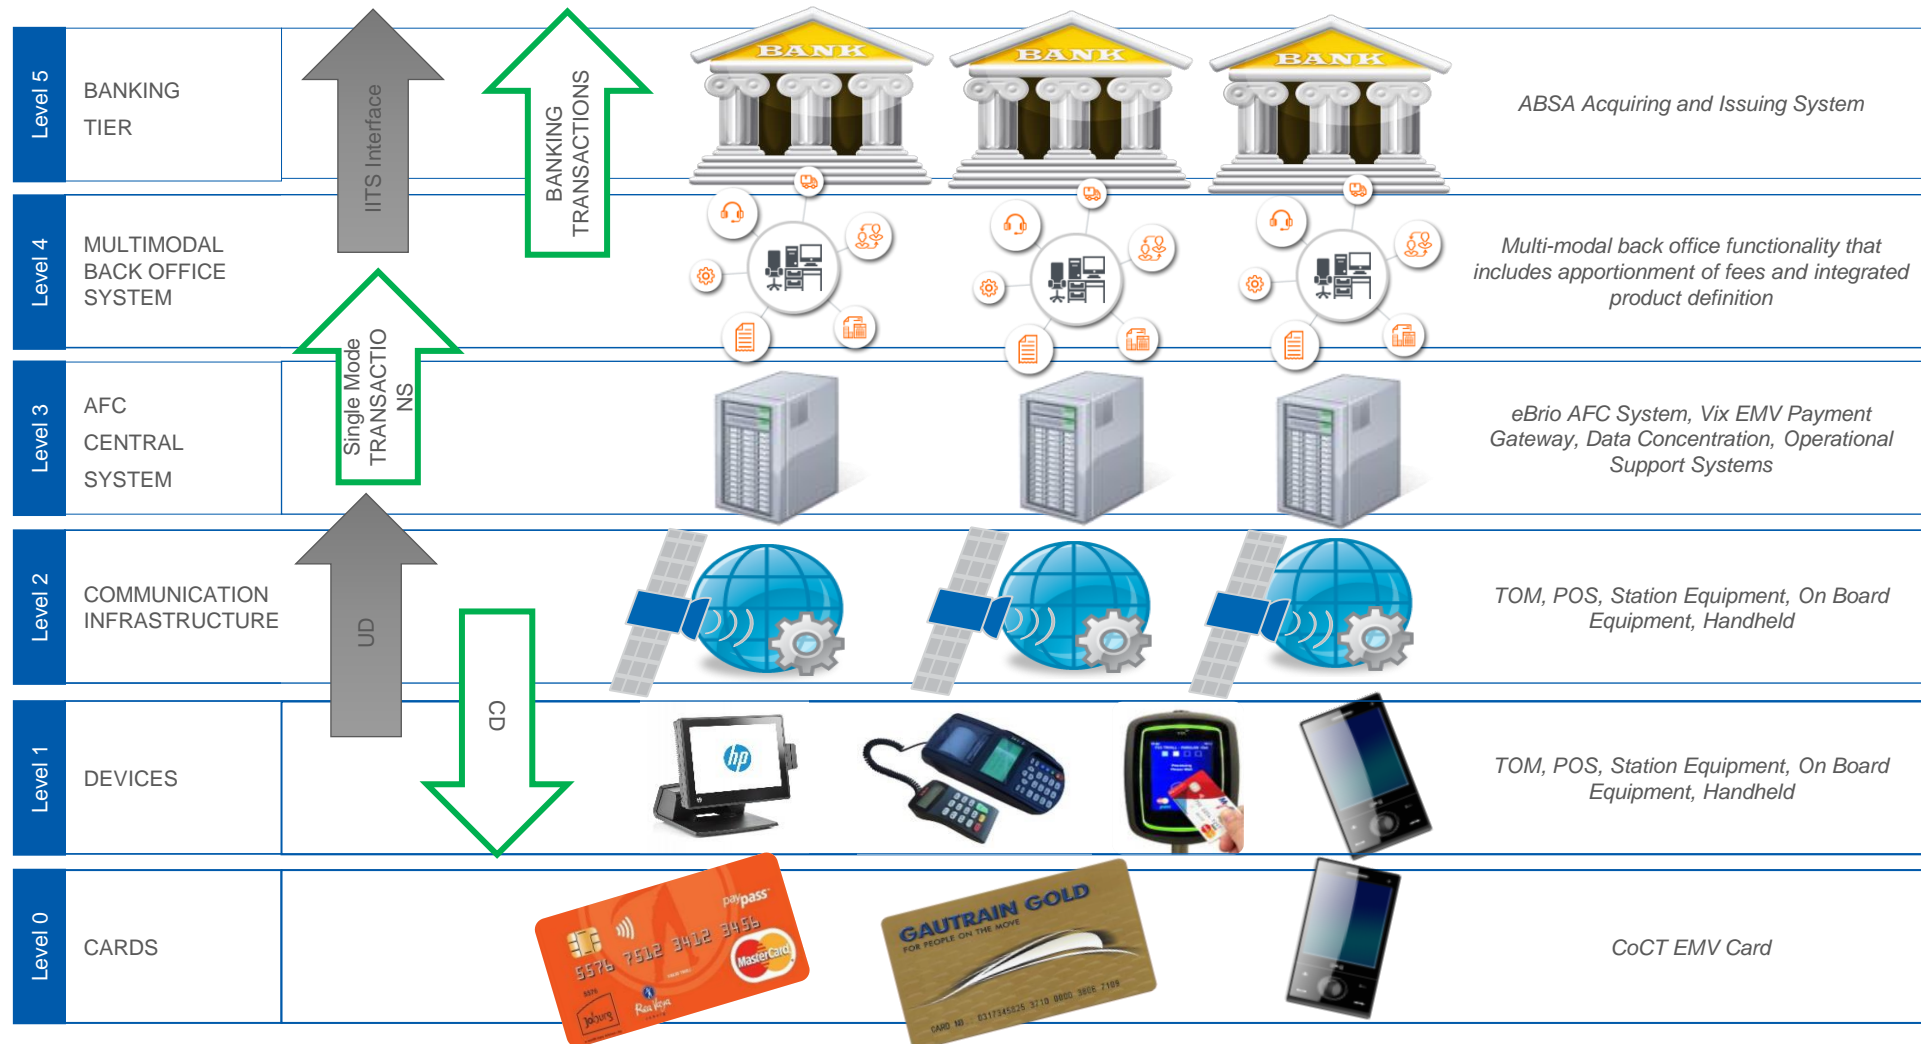 Level 5
BANKING
TIER
IITS Interface
BANKING
TRANSACTIONS
BANK
BANK
BANK
ABSA Acquiring and Issuing System
Level 4
MULTIMODAL
BACK OFFICE
SYSTEM
Multi-modal back office functionality that
includes apportionment of fees and integrated
product definition
Level 3
AFC
CENTRAL
SYSTEM
Single Mode
TRANSACTIO
NS
eBrio AFC System, Vix EMV Payment
Gateway, Data Concentration, Operational
Support Systems
Level 2
COMMUNICATION
INFRASTRUCTURE
UD
TOM, POS, Station Equipment, On Board
Equipment, Handheld
Level 1
DEVICES
CD
hp
TOM, POS, Station Equipment, On Board
Equipment, Handheld
Level 0
CARDS
paypass
5576 7512 3412 3456
5576
MasterCard
Joburg
Rea Vaya
GAUTRAIN GOLD
FOR PEOPLE ON THE MOVE
CoCT EMV Card